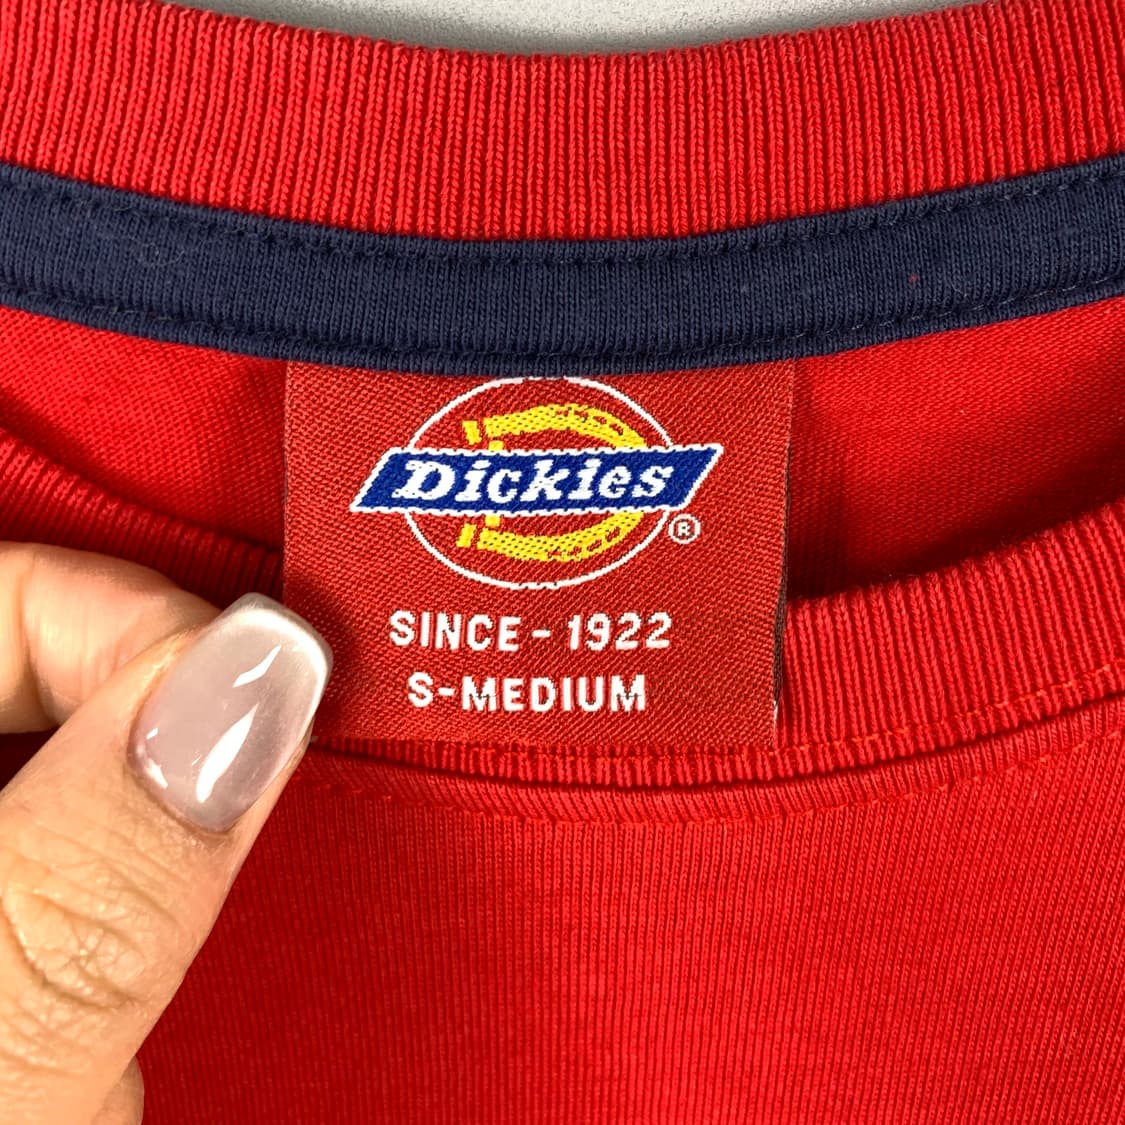 Dickies
®
SINCE - 1922
S-MEDIUM